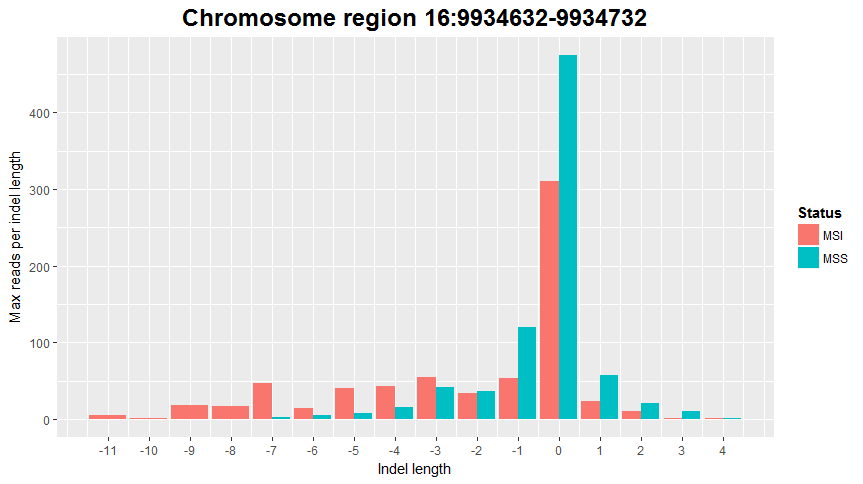 Chromosome region 16:9934632-9934732
Max reads per indel length
400
300
200
100
0
-11 -10 -9 -8 -7 -6 -5 -4 -3 -2 -1 0 1 2 3 4
Indel length
Status
MSI
MSS